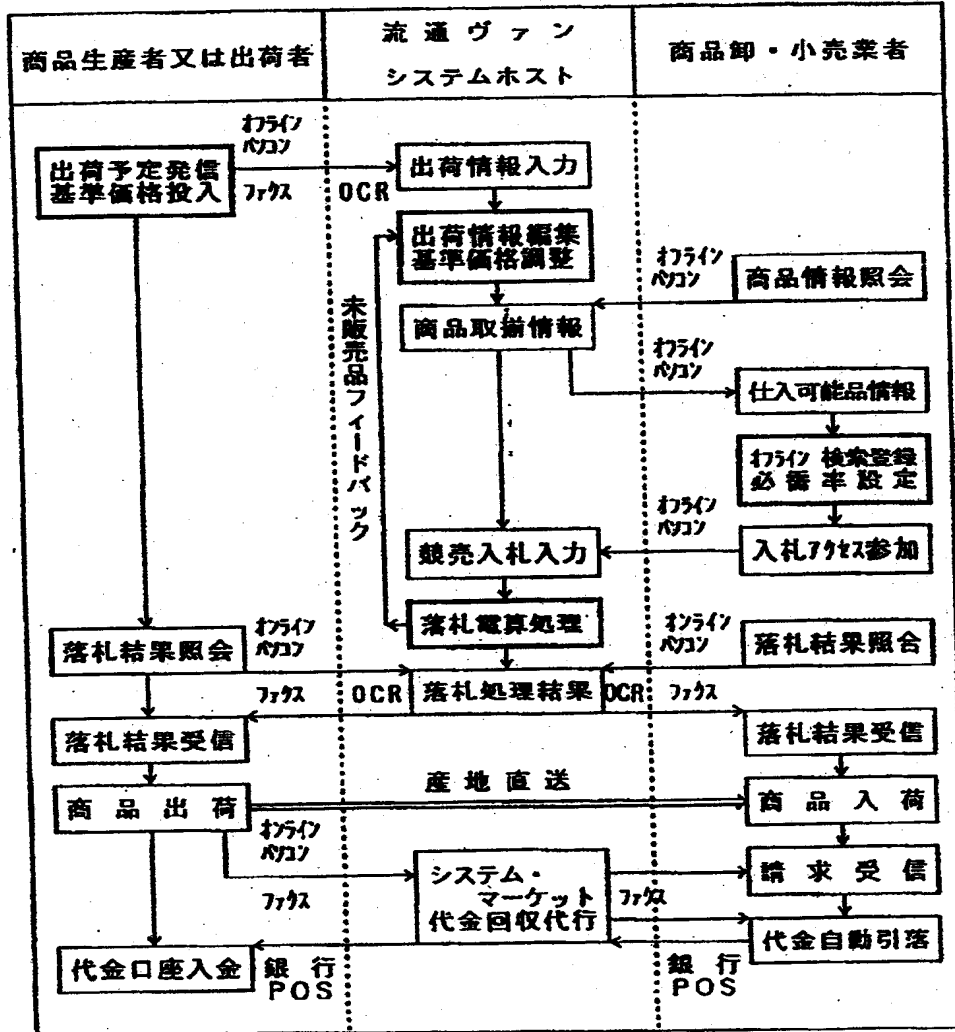 商品生産者又は出荷者
流通ヴァン
システムホスト
商品卸・小売業者
オフライン
パソコン
出荷予定発信
基準価格投入
ファクス
OCR
出荷情報入力
出荷情報編集
基準価格調整
オフライン
パソコン
商品情報照会
未販売品フィードバック
商品取揃情報
オフライン
パソコン
仕入可能品情報
オフライン 検索登録
必需率設定
オフライン
パソコン
競売入札入力
入札アクセス参加
落札電算処理
落札結果照会
オンライン
パソコン
オンライン
パソコン
落札結果照合
ファクス
OCR
落札処理結果
OCR
ファクス
落札結果受信
落札結果受信
産地直送
商品出荷
商品入荷
オンライン
パソコン
ファクス
システム・
マーケット
代金回収代行
ファクス
請求受信
代金自動引落
代金口座入金
銀行
POS
銀行
POS